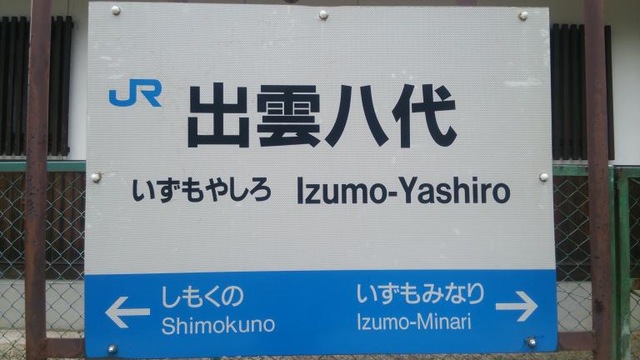 JR 出雲八代
いずもやしろ Izumo-Yashiro
← しもくの いずもみなり →
Shimokuno Izumo-Minari